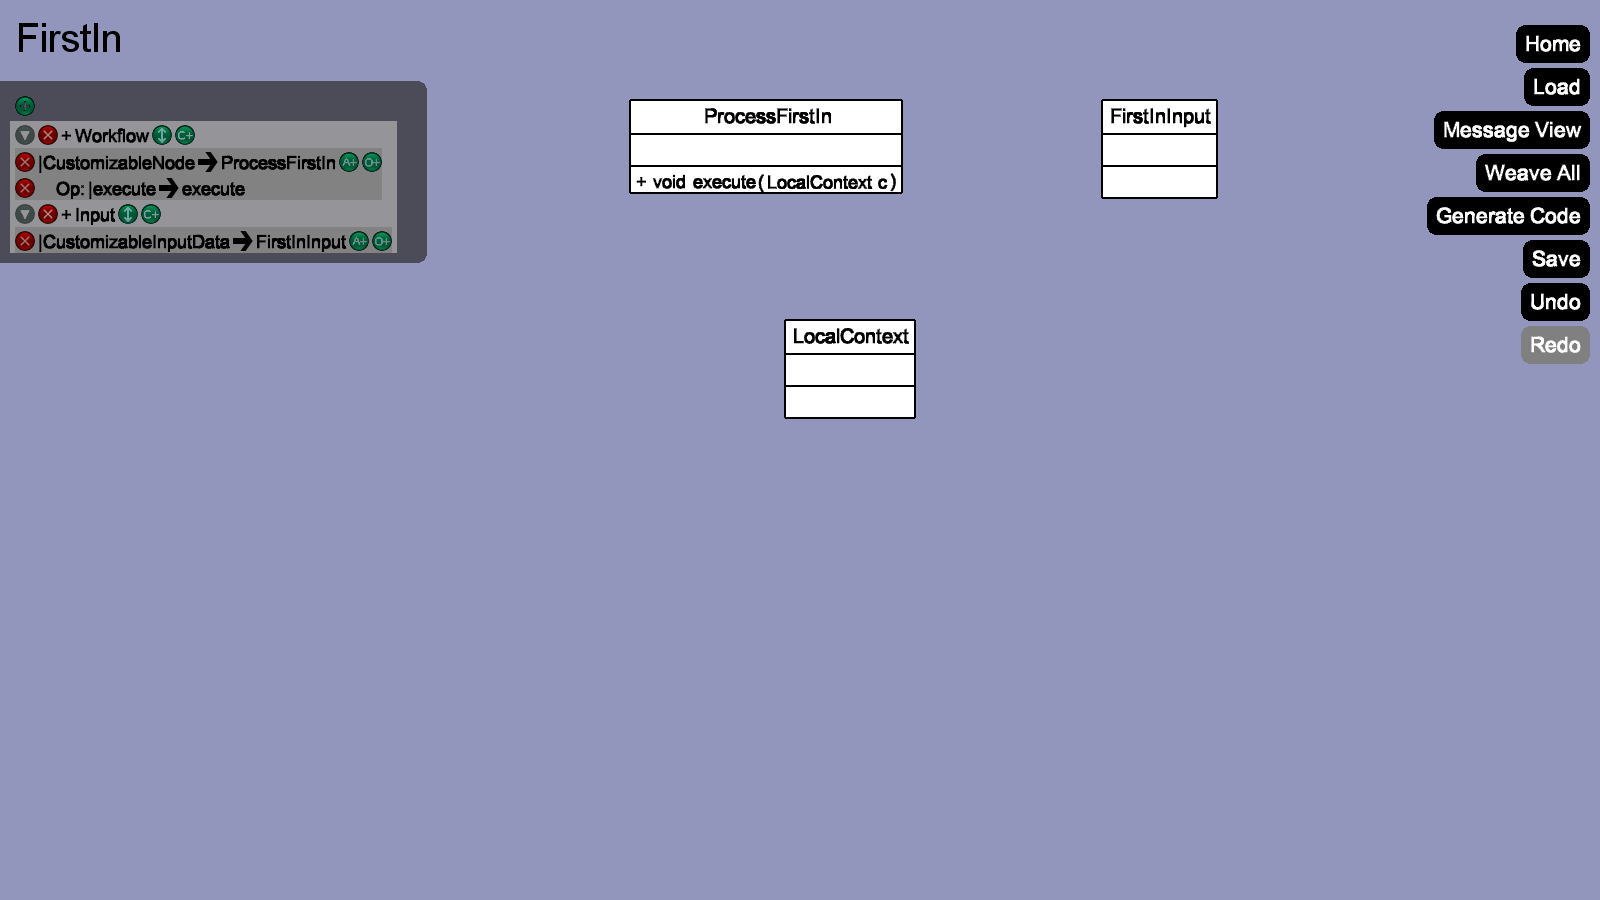 FirstIn
+ Workflow C+
|CustomizableNode ➔ ProcessFirstIn A+ O+
Op: |execute ➔ execute
+ Input C+
|CustomizableInputData ➔ FirstInInput A+ O+
ProcessFirstIn
+ void execute(LocalContext c)
FirstInInput
LocalContext
Home
Load
Message View
Weave All
Generate Code
Save
Undo
Redo